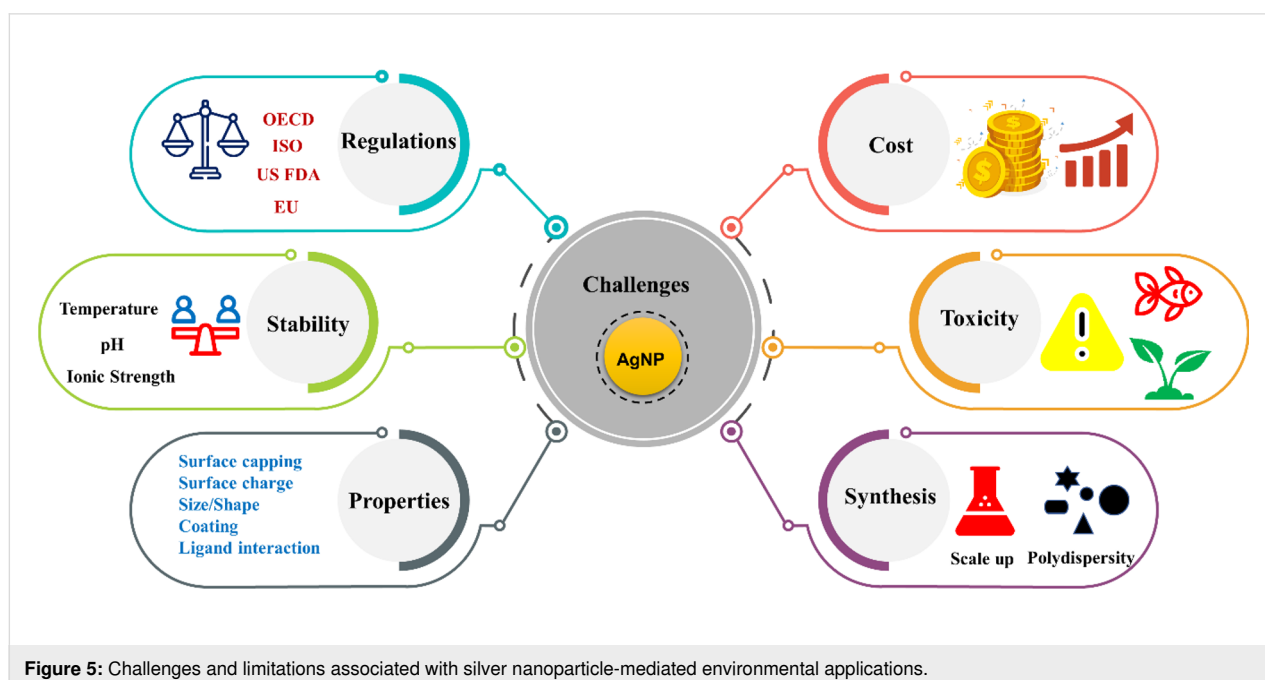 Regulations
OECD
ISO
US FDA
EU
Stability
Temperature
pH
Ionic Strength
Properties
Surface capping
Surface charge
Size/Shape
Coating
Ligand interaction
Challenges
AgNP
Cost
$
$
Toxicity
Synthesis
Scale up
Polydispersity
Figure 5: Challenges and limitations associated with silver nanoparticle-mediated environmental applications.